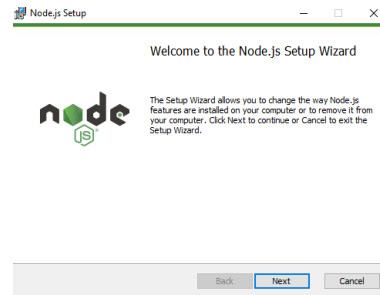 Node.js Setup
Welcome to the Node.js Setup Wizard
The Setup Wizard allows you to change the way Node.js
features are installed on your computer or to remove it from
your computer. Click Next to continue or Cancel to exit the
Setup Wizard.
node
JS
Back Next Cancel